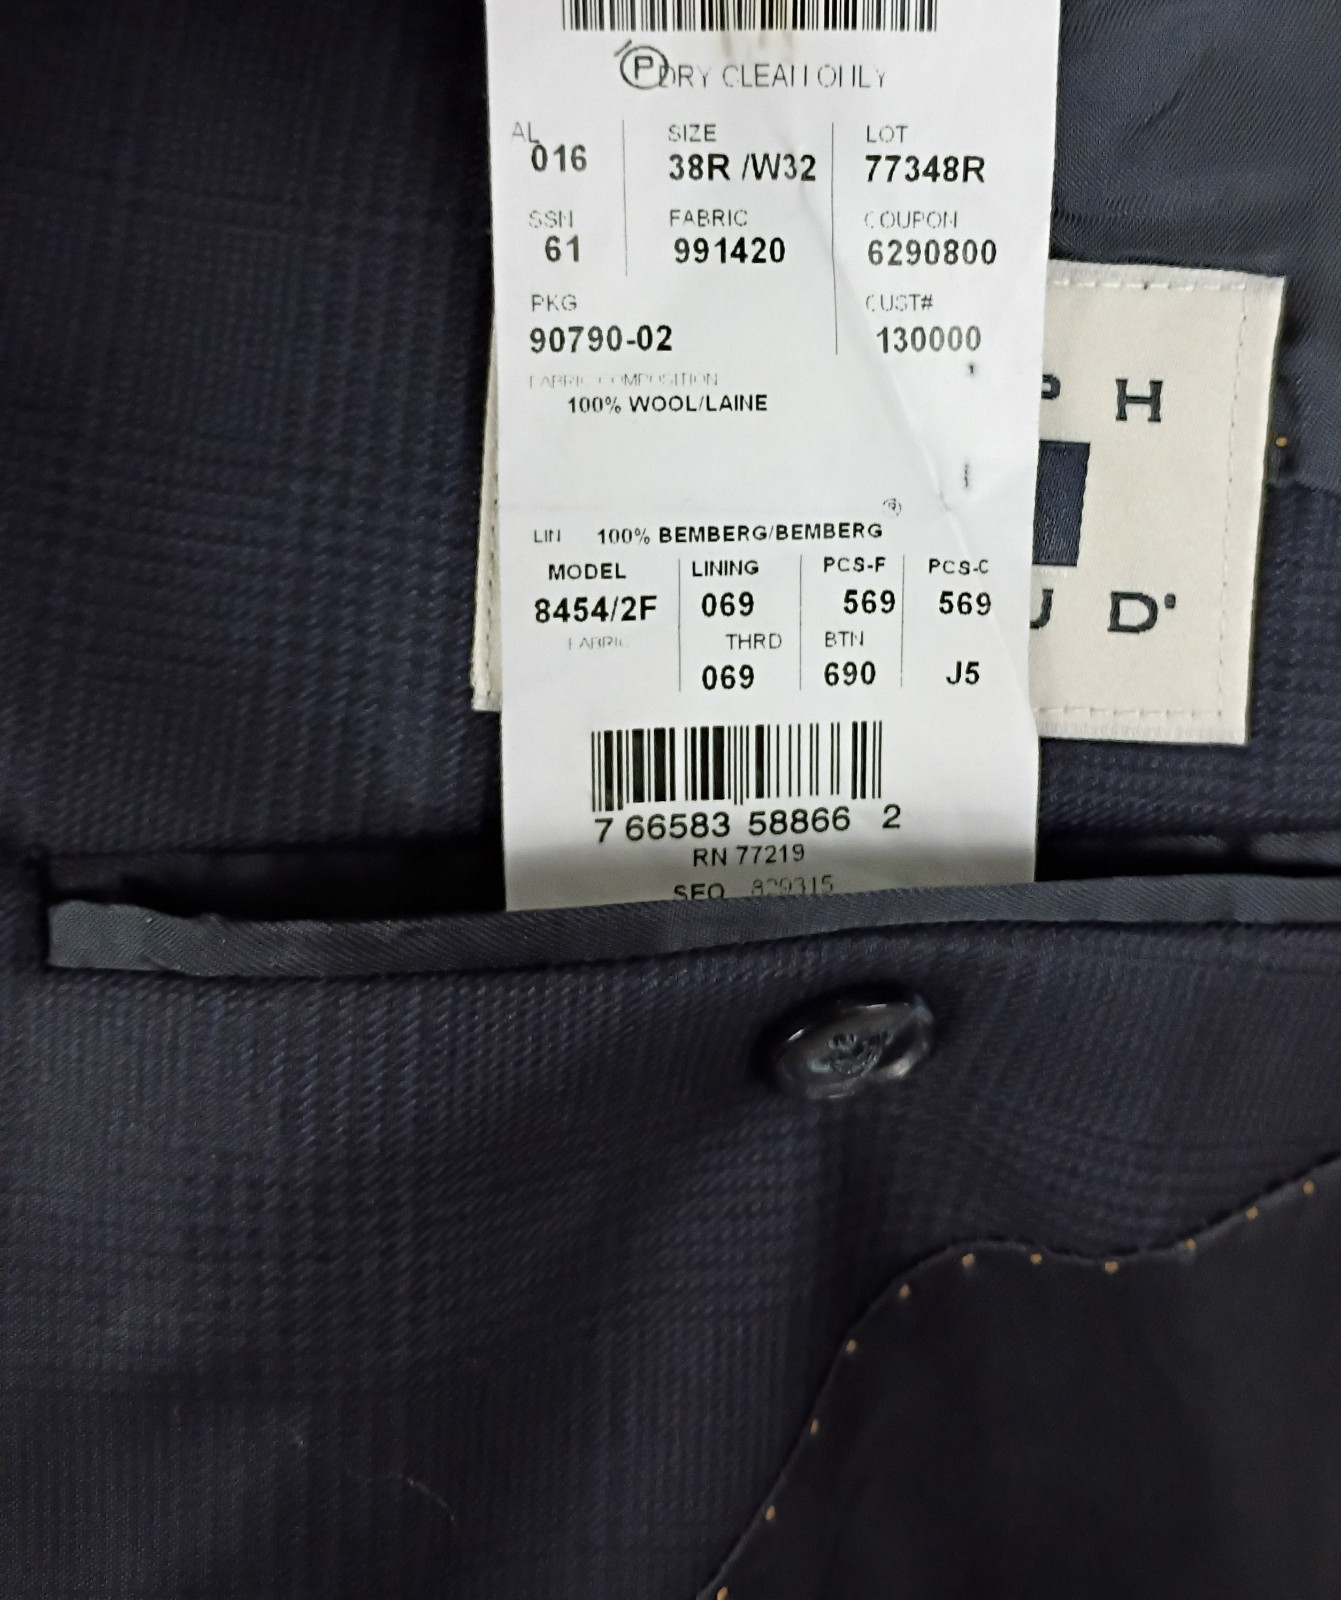 P DRY CLEAN ONLY
AL SIZE LOT
016 38R /W32 77348R
SSN FABRIC COUPON
61 991420 6290800
PKG CUST#
90790-02 130000
FABRIC COMPOSITION
100% WOOL/LAINE
P H
LIN 100% BEMBERG/BEMBERG®
MODEL LINING PCS-F PCS-C
8454/2F 069 569 569
FABRIC THRD BTN
069 690 J5
U D
7 66583 58866 2
RN 77219
SEQ